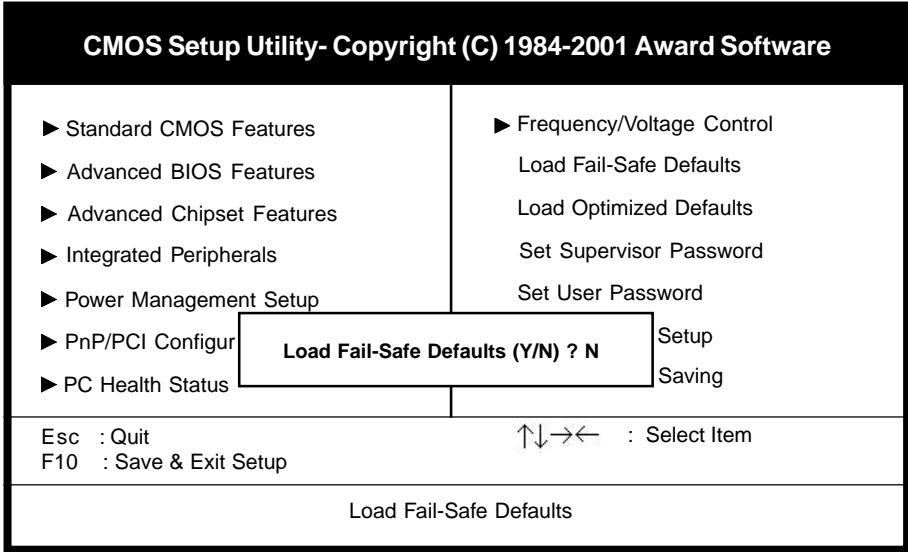 CMOS Setup Utility- Copyright (C) 1984-2001 Award Software
▶ Standard CMOS Features
▶ Advanced BIOS Features
▶ Advanced Chipset Features
▶ Integrated Peripherals
▶ Power Management Setup
▶ PnP/PCI Configur
▶ PC Health Status
▶ Frequency/Voltage Control
Load Fail-Safe Defaults
Load Optimized Defaults
Set Supervisor Password
Set User Password
Setup
Saving
Load Fail-Safe Defaults (Y/N) ? N
Esc : Quit
F10 : Save & Exit Setup
↑↓→← : Select Item
Load Fail-Safe Defaults